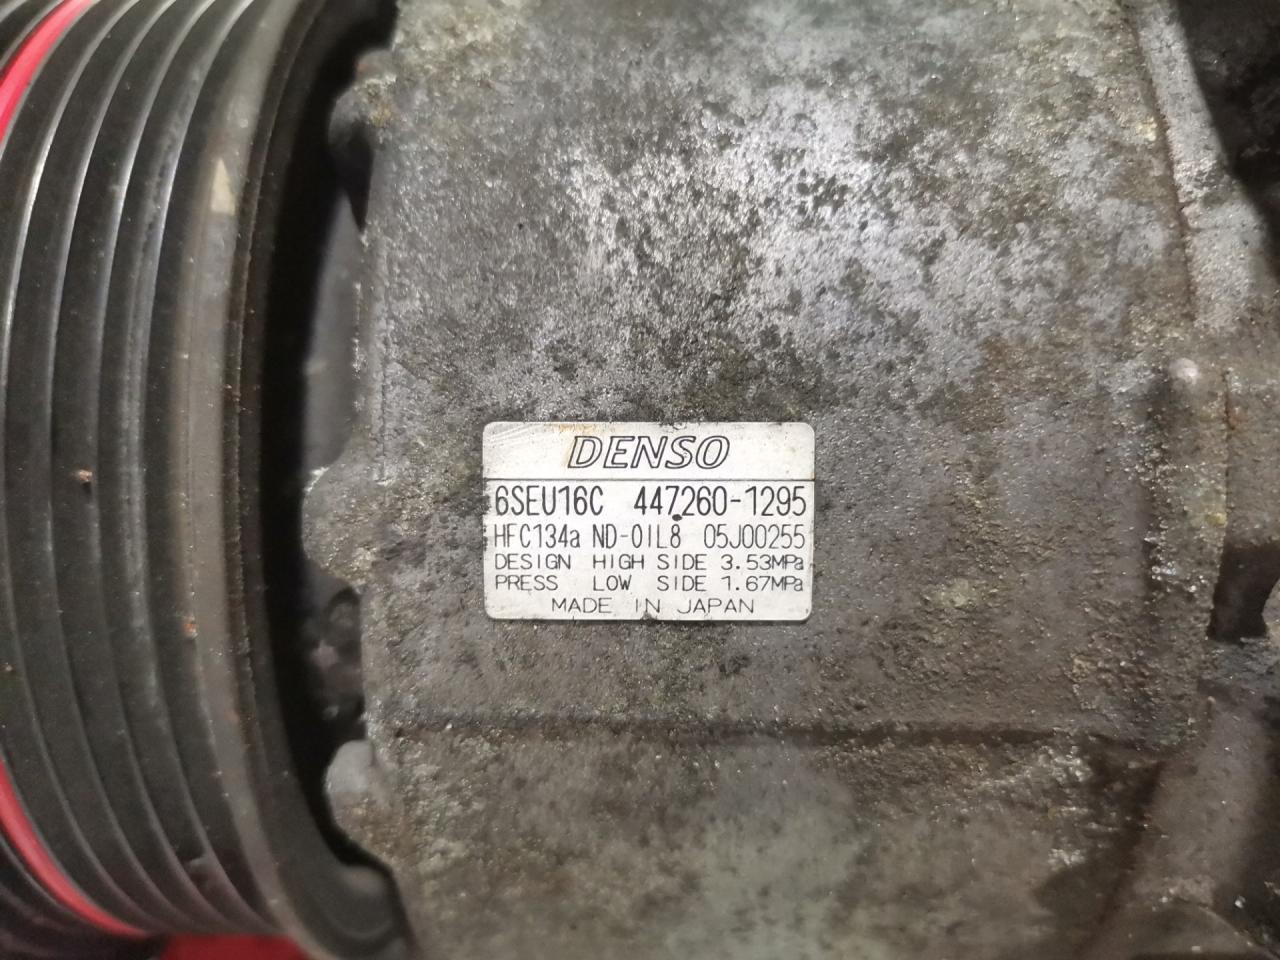 DENSO
6SEU16C 447260-1295
HFC134a ND-OIL8 05J00255
DESIGN HIGH SIDE 3.53MPa
PRESS LOW SIDE 1.67MPa
MADE IN JAPAN